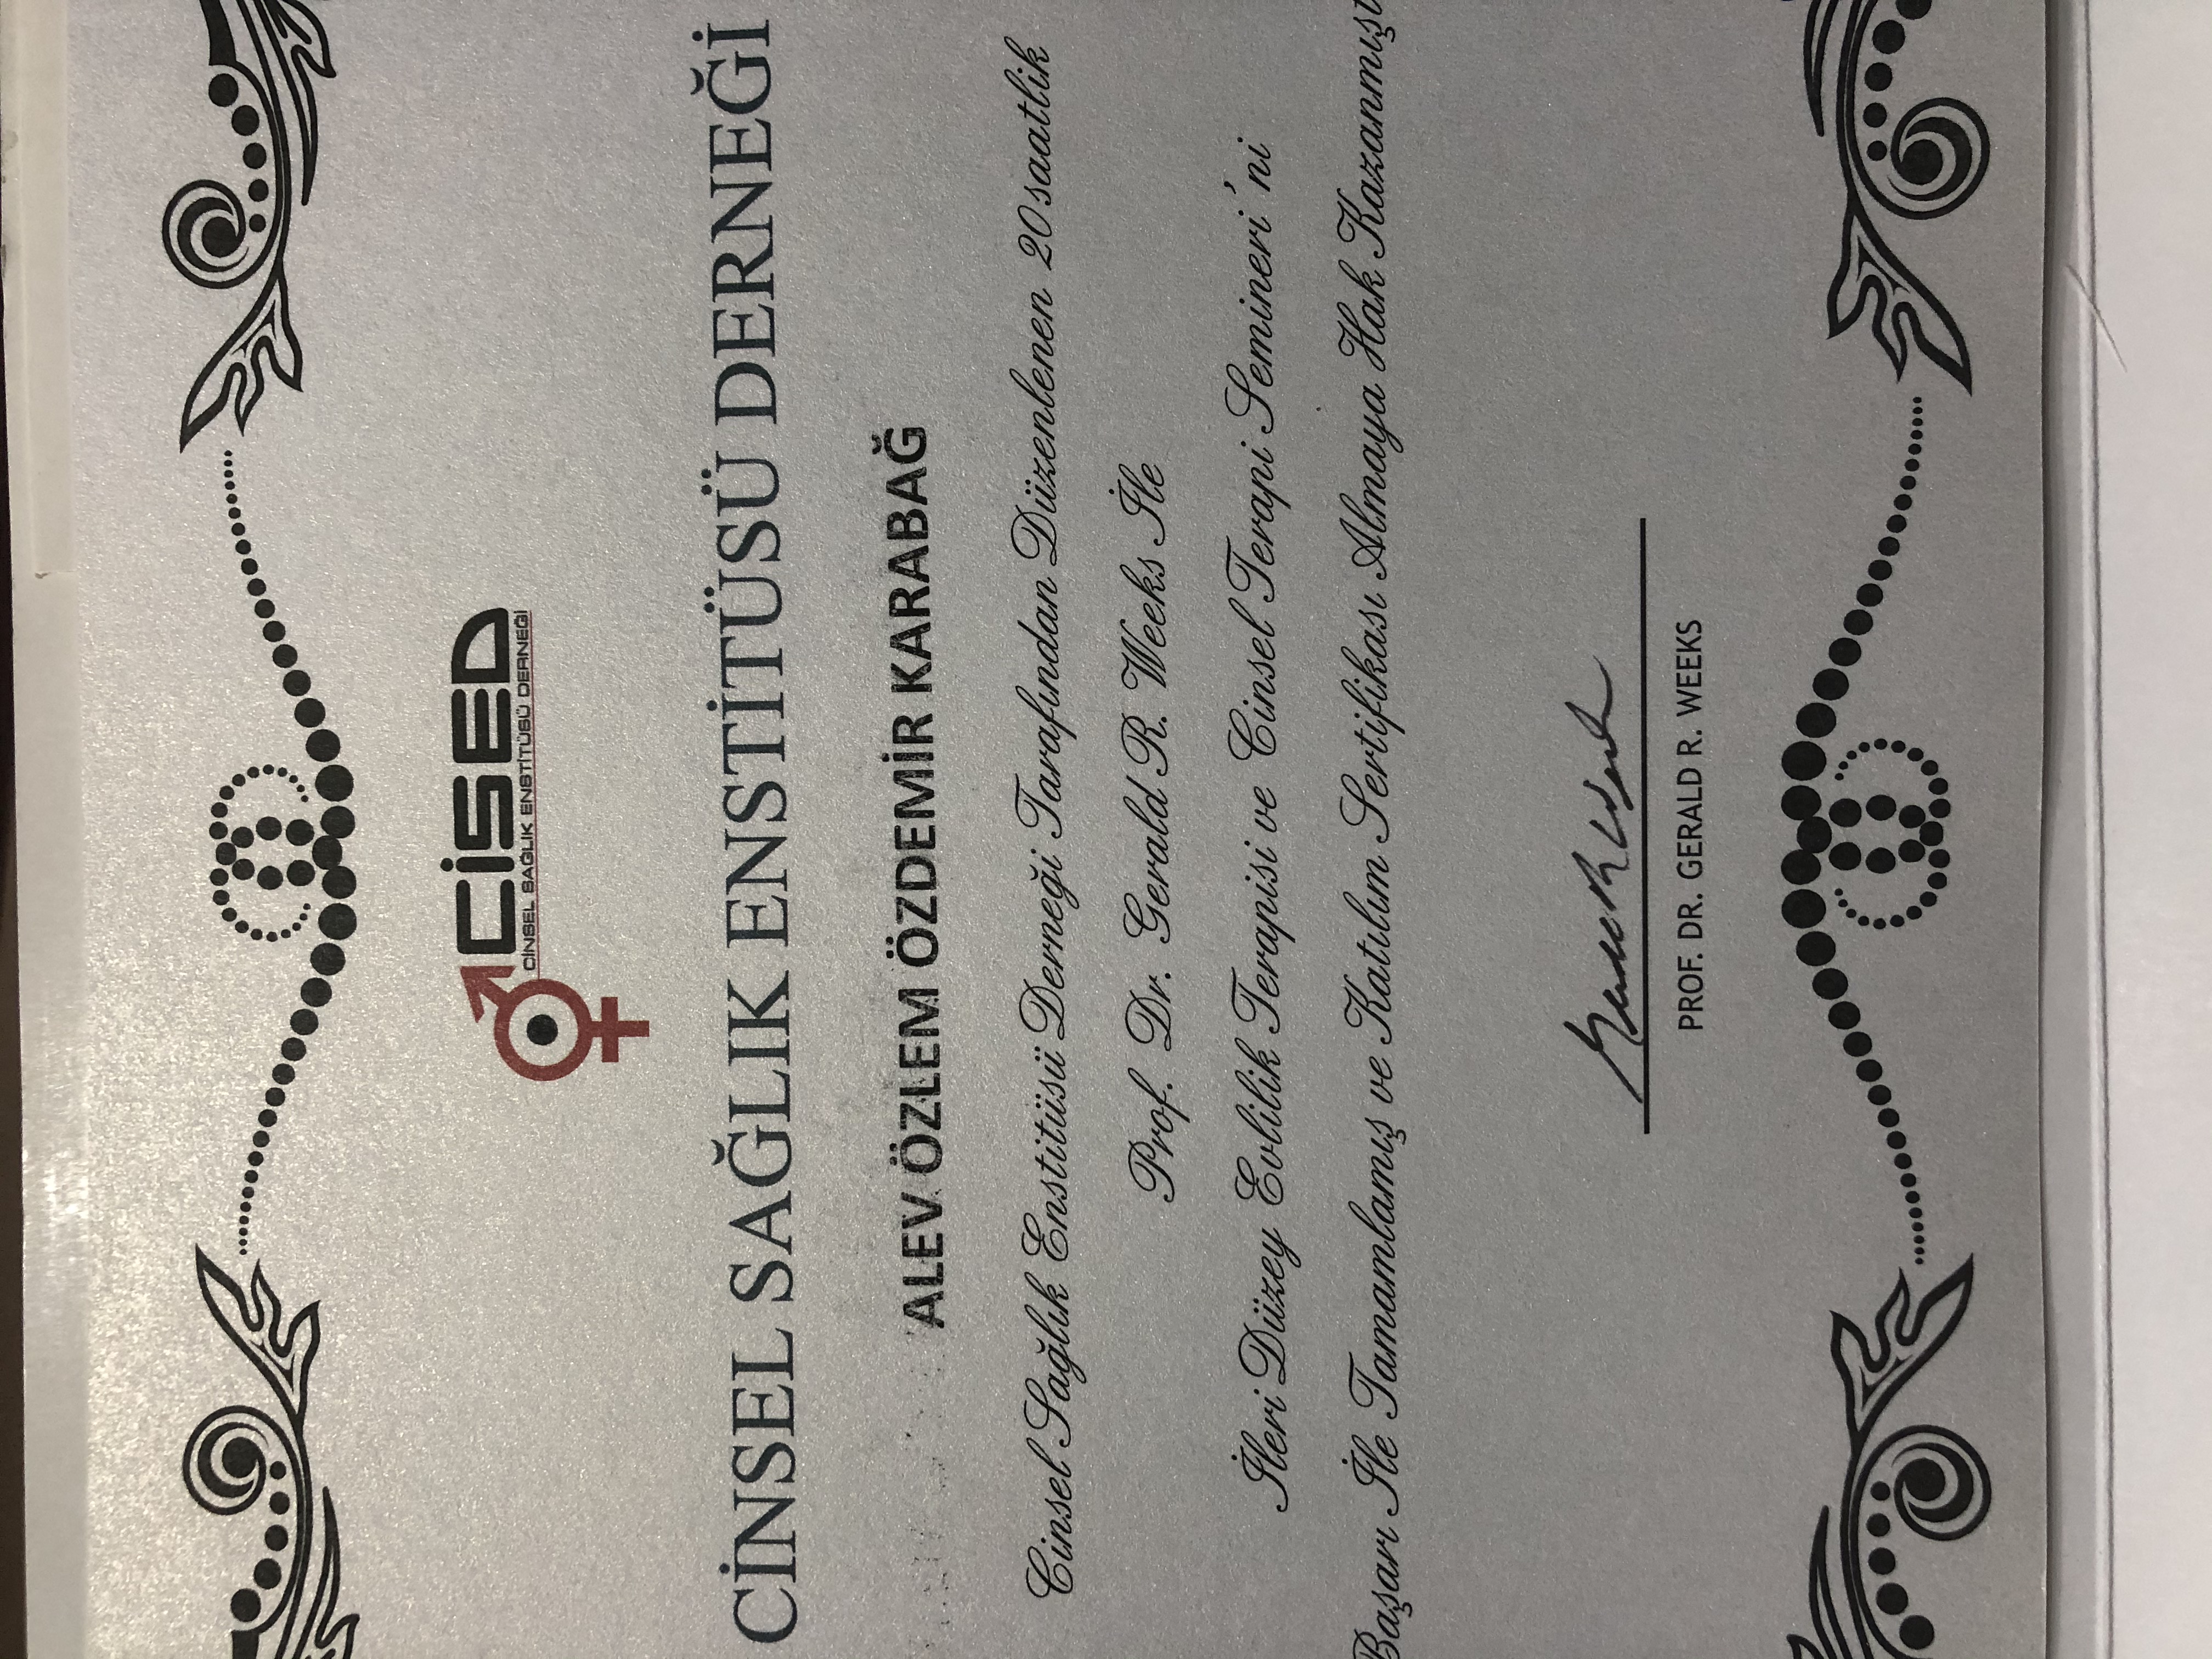 CİSED
CİNSEL SAĞLIK ENSTİTÜSÜ DERNEĞİ
CİNSEL SAĞLIK ENSTİTÜSÜ DERNEĞİ
ALEV ÖZLEM ÖZDEMİR KARABAĞ
Cinsel Sağlık Enstitüsü Derneği Tarafından Düzenlenen 20 saatlik
Prof. Dr. Gerald R. Weeks İle
İleri Düzey Evlilik Terapisi ve Cinsel Terapi Semineri'ni
Başarı İle Tamamlamış ve Katılım Sertifikası Almaya Hak Kazanmışt
PROF. DR. GERALD R. WEEKS